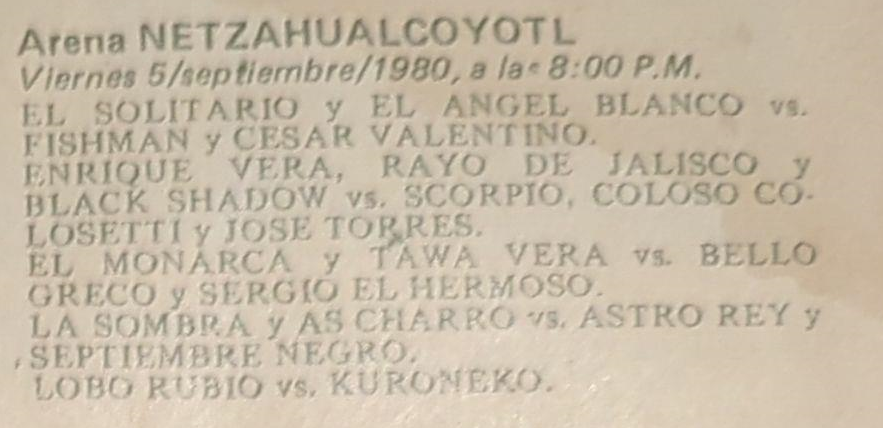 Arena NETZAHUALCOYOTL
Viernes 5/septiembre/1980, a las 8:00 P.M.
EL SOLITARIO y EL ANGEL BLANCO vs.
FISHMAN y CESAR VALENTINO.
ENRIQUE VERA, RAYO DE JALISCO y
BLACK SHADOW vs. SCORPIO, COLOSO CO-
LOSETTI y JOSE TORRES.
EL MONARCA y TAWA VERA vs. BELLO
GRECO y SERGIO EL HERMOSO.
LA SOMBRA y AS CHARRO vs. ASTRO REY y
SEPTIEMBRE NEGRO.
LOBO RUBIO vs. KURONEKO.